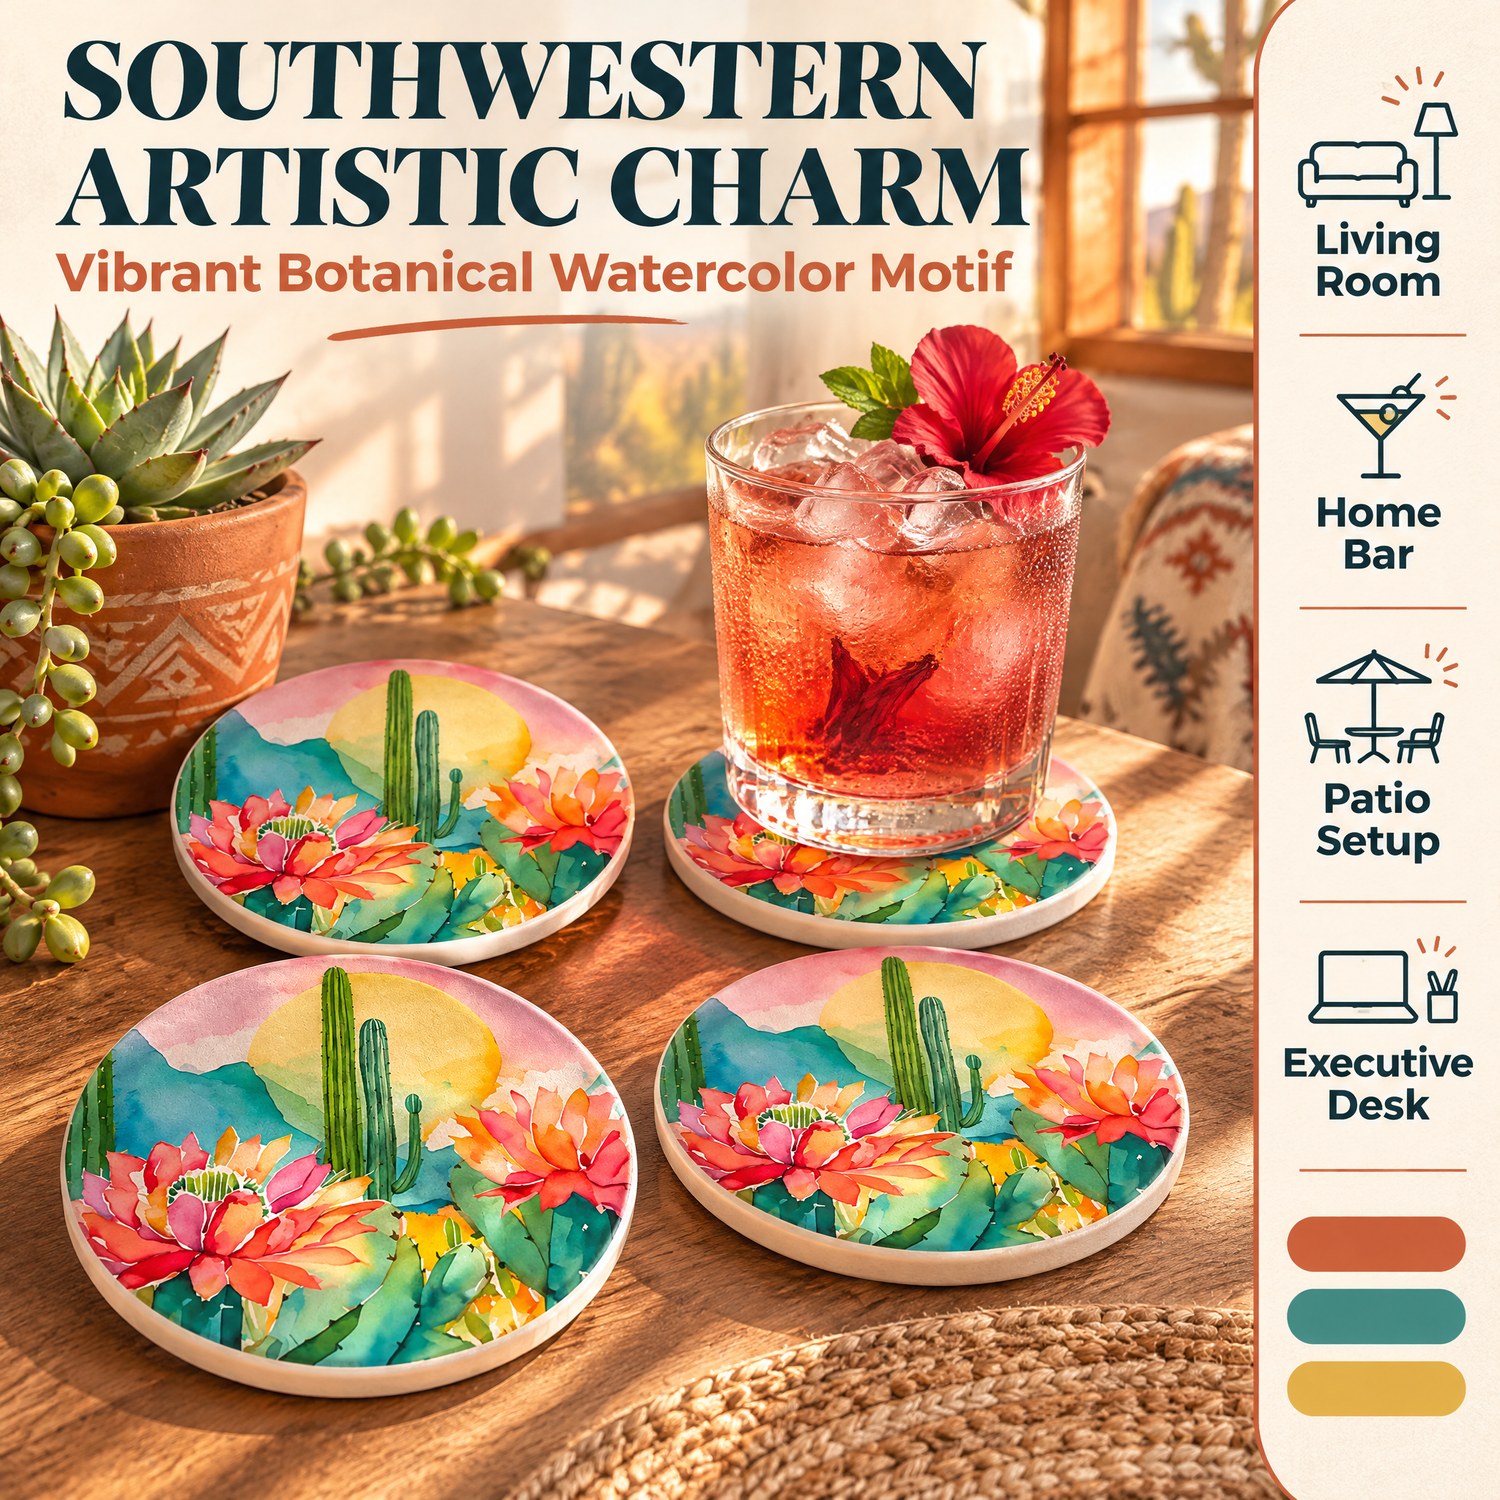 SOUTHWESTERN
ARTISTIC CHARM
Vibrant Botanical Watercolor Motif
Living
Room
Home
Bar
Patio
Setup
Executive
Desk